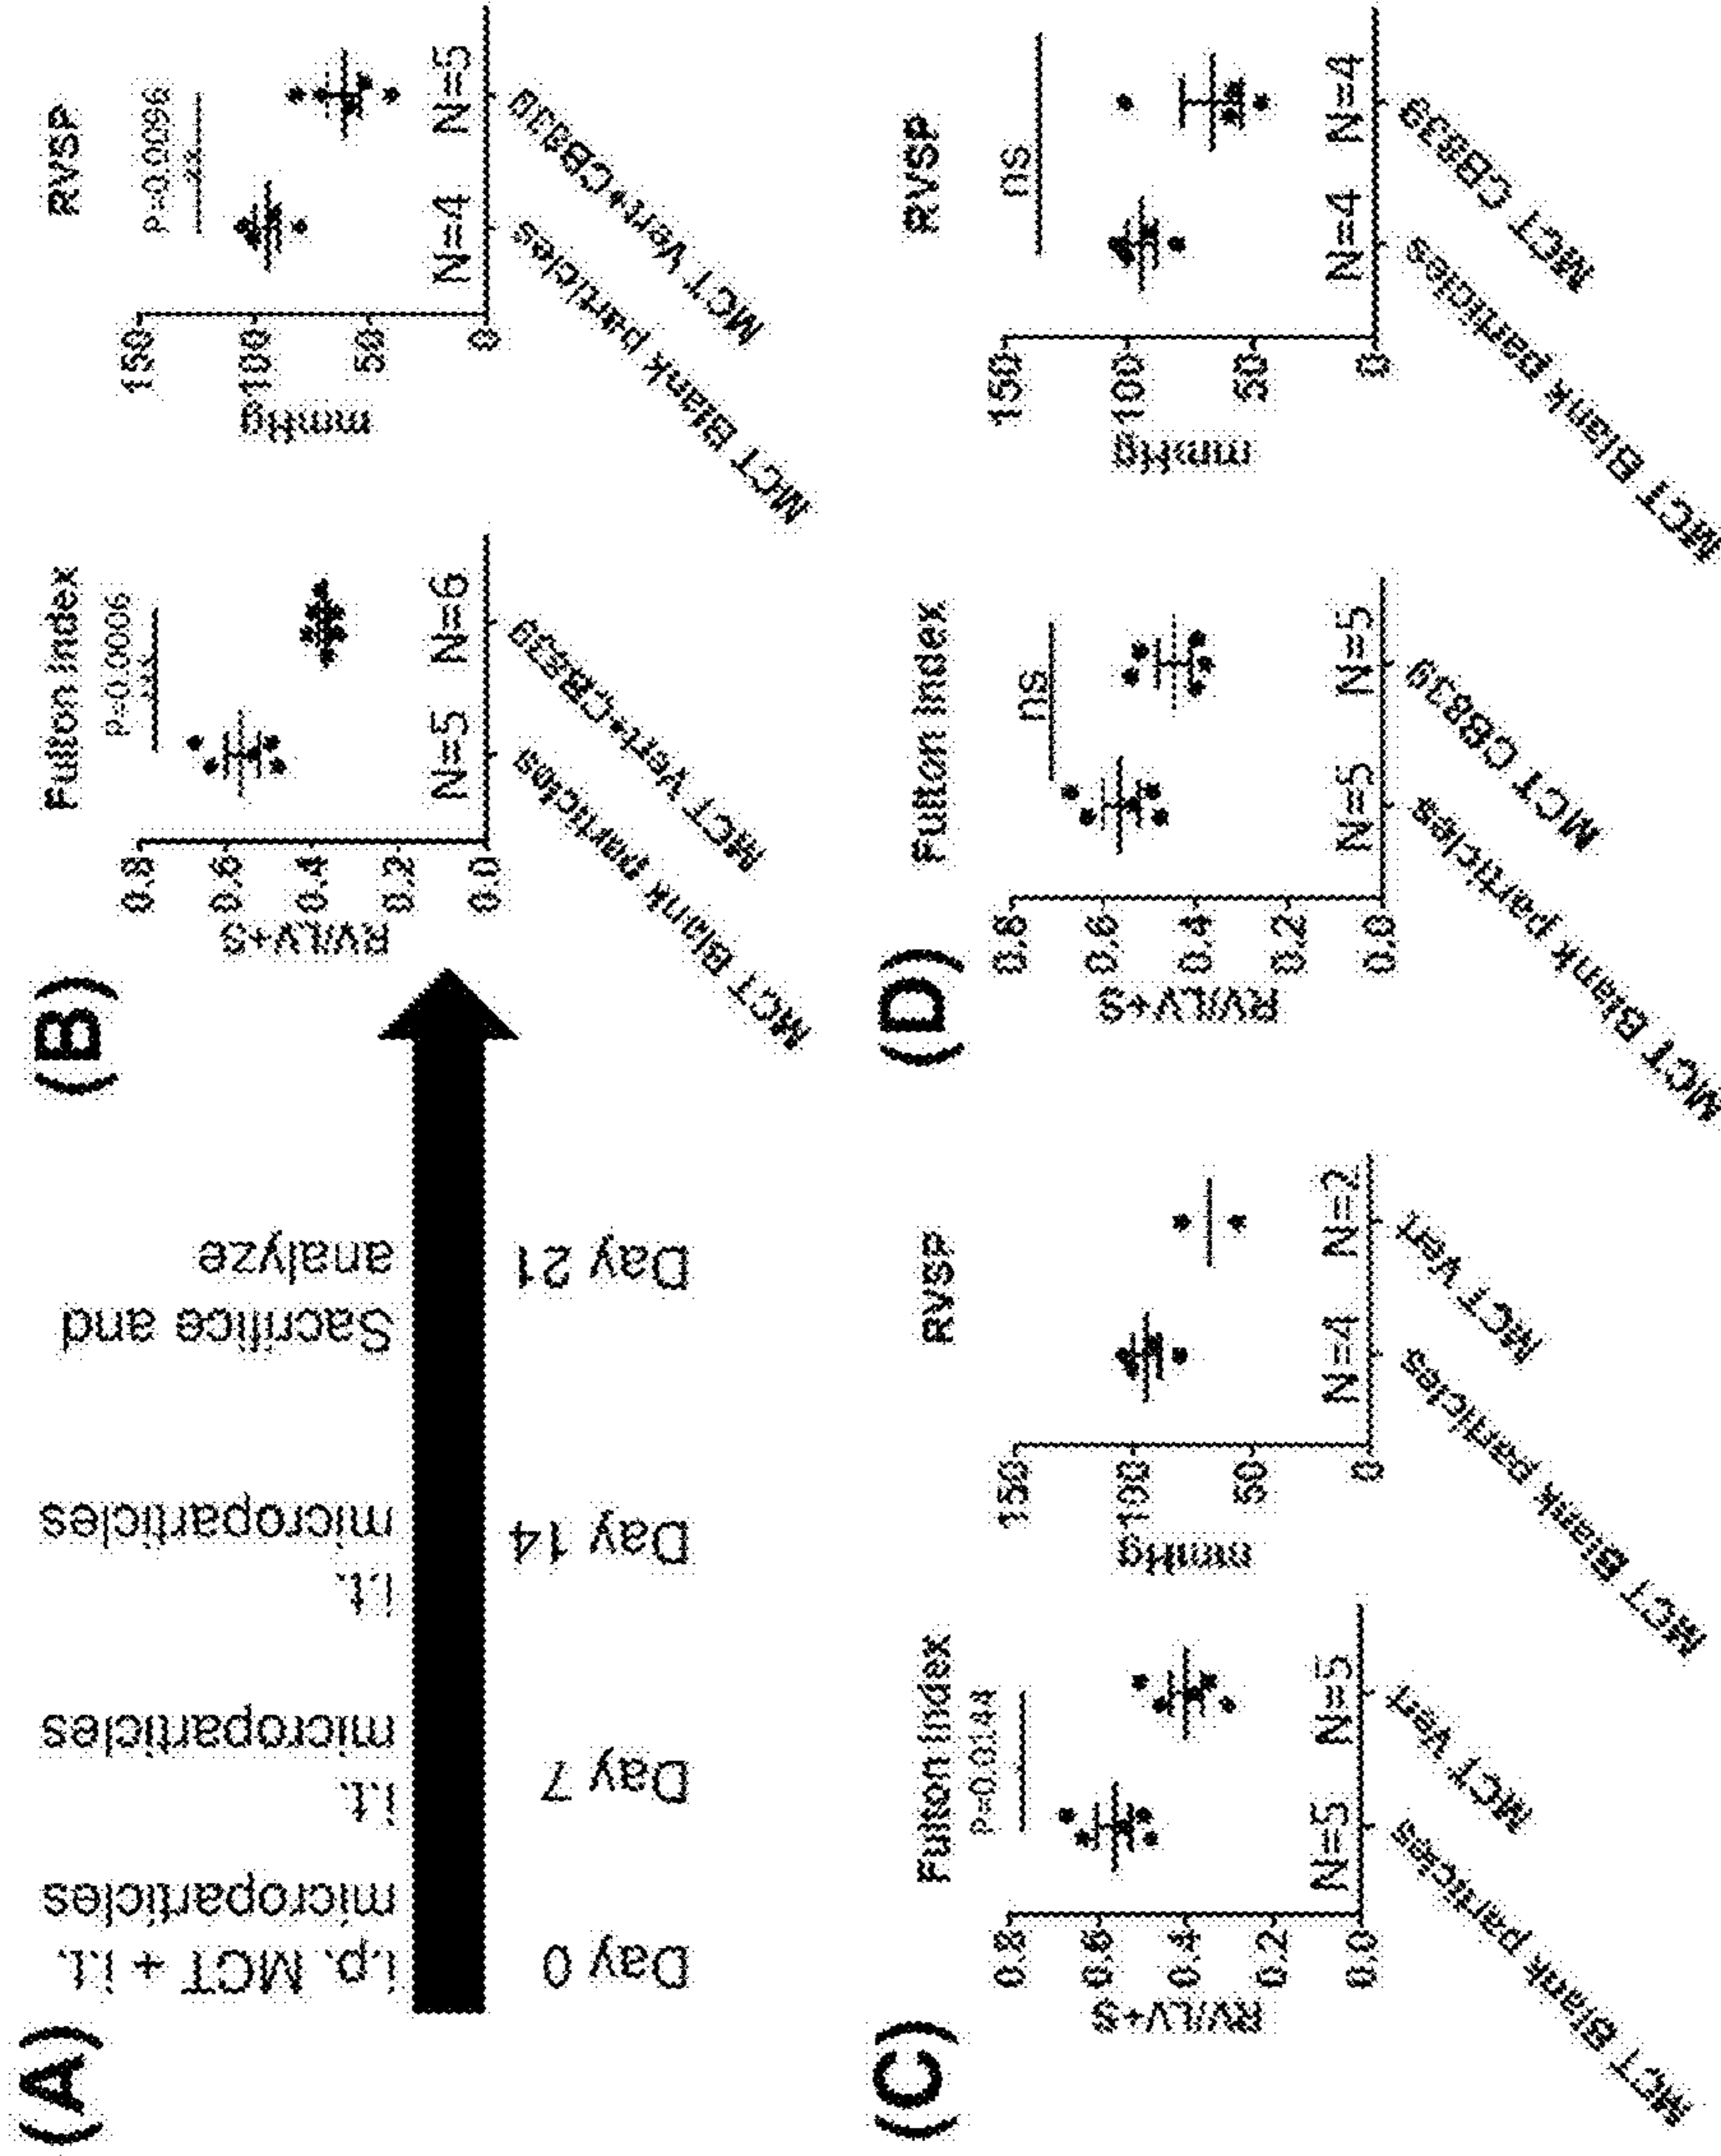 (A)
i.p. MCT + i.t.
microparticles
i.t.
microparticles
i.t.
microparticles
Sacrifice and
analyze
Day 0
Day 7
Day 14
Day 21
(B)
Fulton index
P=0.0006
***
RV/LV+S
0.8
0.6
0.4
0.2
0.0
N=5
N=6
MCT Blank particles
MCT Vert+CB839
RVSP
P=0.0096
**
mmHg
150
100
50
0
N=4
N=5
MCT Blank particles
MCT Vert+CB839
(C)
Fulton index
P=0.0144
RV/LV+S
0.8
0.6
0.4
0.2
0.0
N=5
N=5
MCT Blank particles
MCT Vert
RVSP
mmHg
150
100
50
0
N=4
N=2
MCT Blank particles
MCT Vert
(D)
Fulton index
ns
RV/LV+S
0.8
0.6
0.4
0.2
0.0
N=5
N=5
MCT Blank particles
MCT CB839
RVSP
ns
mmHg
150
100
50
0
N=4
N=4
MCT Blank particles
MCT CB839